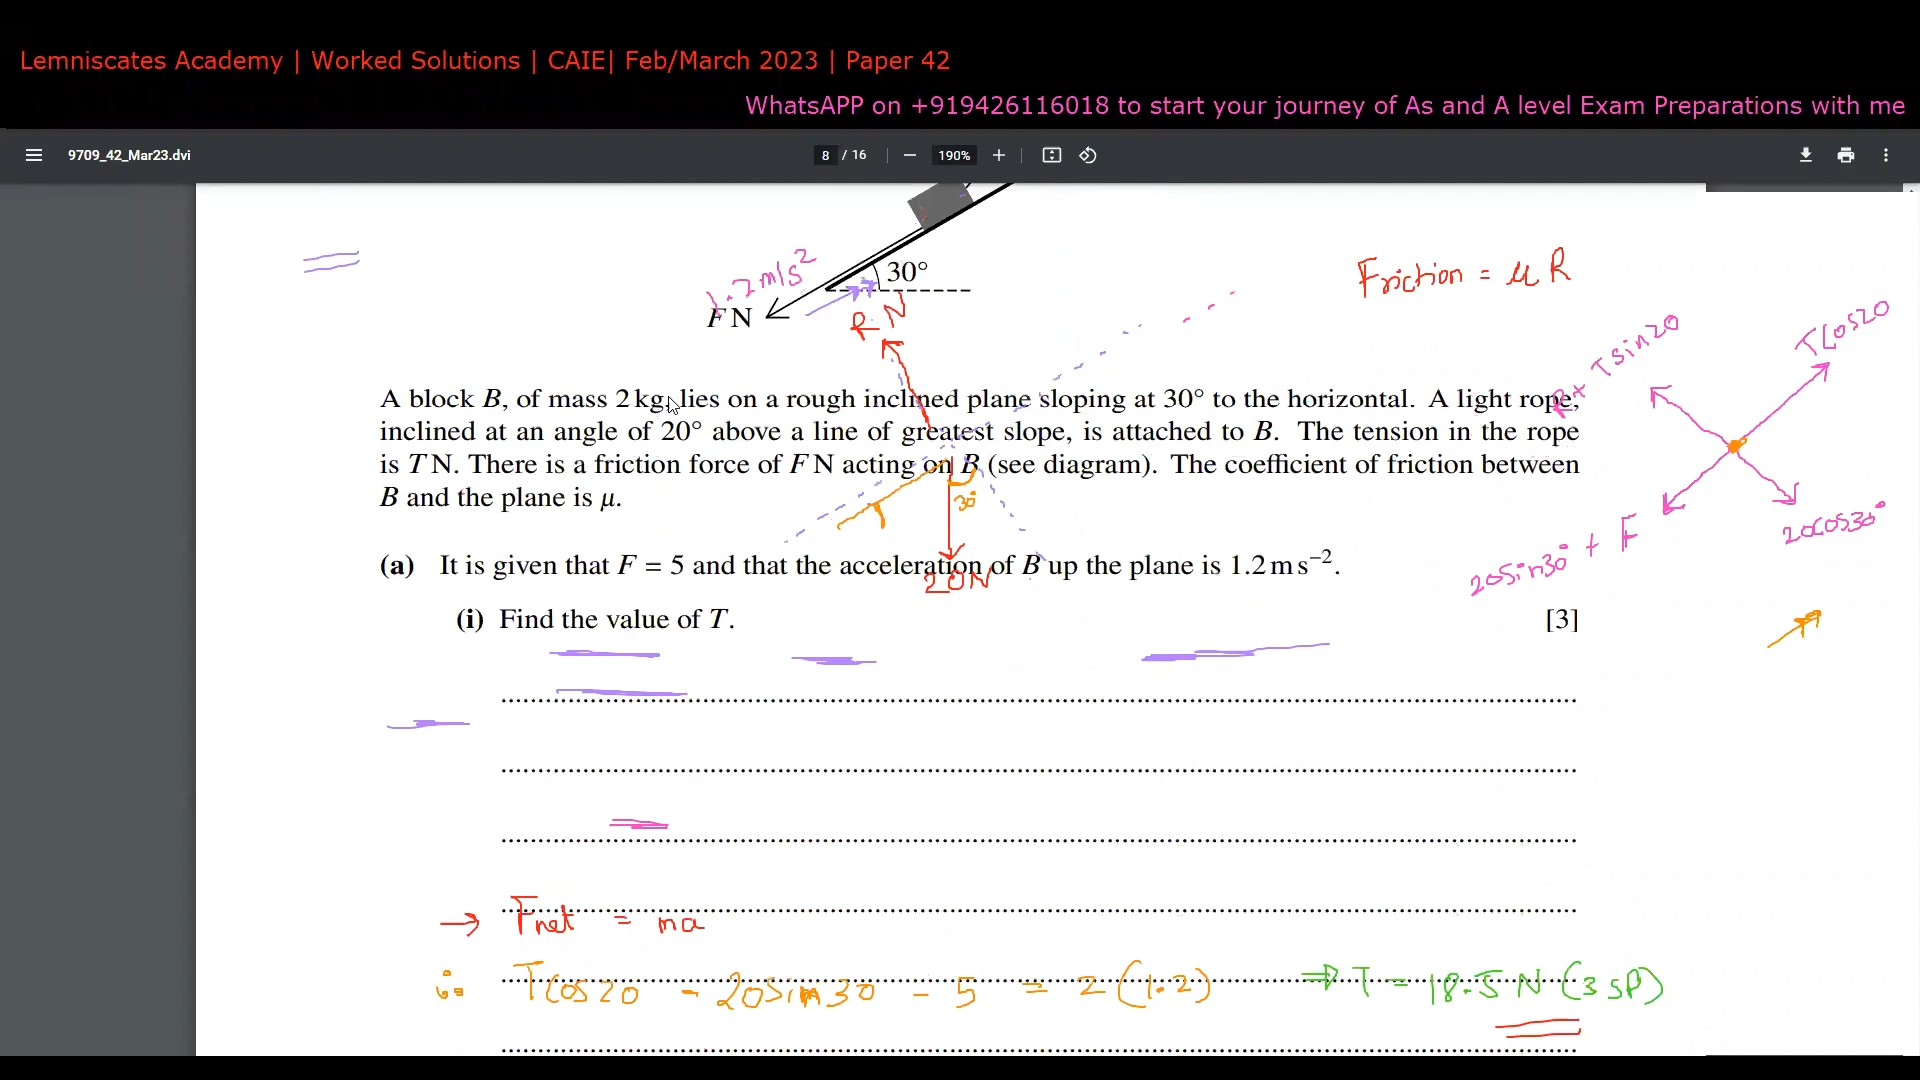 Lemniscates Academy | Worked Solutions | CAIE| Feb/March 2023 | Paper 42
WhatsAPP on +919426116018 to start your journey of As and A level Exam Preparations with me
9709_42_Mar23.dvi
8 / 16
190%
30°
1.2 m/s²
F N
R N
Friction = μR
R + Tsin20
Tcos20
A block B, of mass 2 kg, lies on a rough inclined plane sloping at 30° to the horizontal. A light rope,
inclined at an angle of 20° above a line of greatest slope, is attached to B. The tension in the rope
is T N. There is a friction force of F N acting on B (see diagram). The coefficient of friction between
B and the plane is μ.
30°
20sin30° + F
20cos30°
(a) It is given that F = 5 and that the acceleration of B up the plane is 1.2 m s⁻².
20N
(i) Find the value of T. [3]
→ Fnet = ma
∴ Tcos20 - 20sin30 - 5 = 2(1.2) ⇒ T = 18.5 N (3 sf)